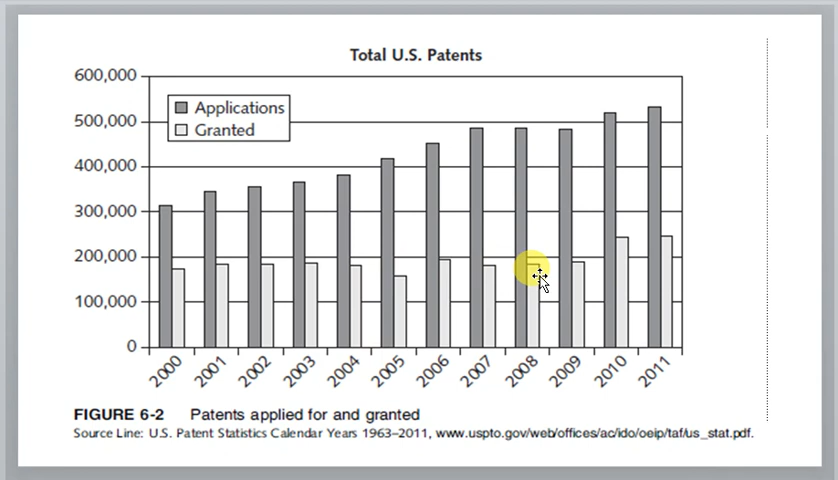 Total U.S. Patents
600,000
Applications
500,000
Granted
400,000
300,000
200,000
100,000
0
2000 2001 2002 2003 2004 2005 2006 2007 2008 2009 2010 2011
FIGURE 6-2 Patents applied for and granted
Source Line: U.S. Patent Statistics Calendar Years 1963–2011, www.uspto.gov/web/offices/ac/ido/oeip/taf/us_stat.pdf.